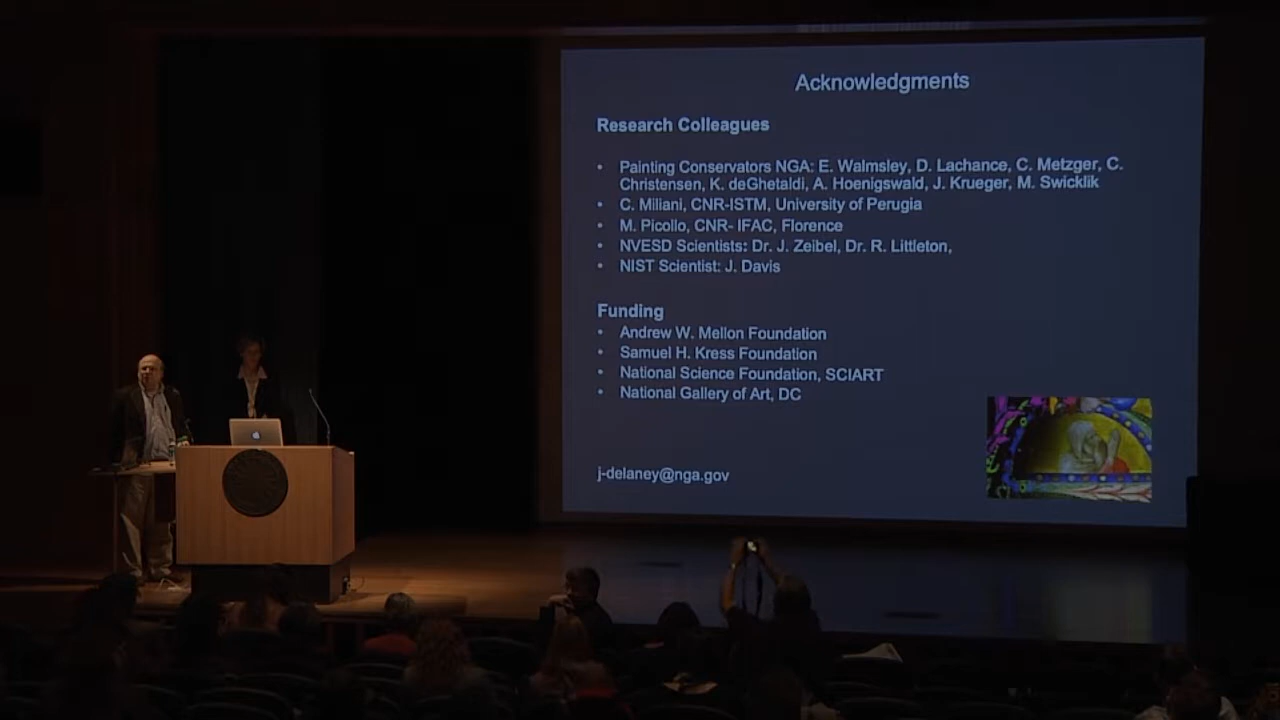 Acknowledgments
Research Colleagues
• Painting Conservators NGA: E. Walmsley, D. Lachance, C. Metzger, C.
Christensen, K. deGhetaldi, A. Hoenigswald, J. Krueger, M. Swicklik
• C. Miliani, CNR-ISTM, University of Perugia
• M. Picollo, CNR- IFAC, Florence
• NVESD Scientists: Dr. J. Zeibel, Dr. R. Littleton,
• NIST Scientist: J. Davis
Funding
• Andrew W. Mellon Foundation
• Samuel H. Kress Foundation
• National Science Foundation, SCIART
• National Gallery of Art, DC
j-delaney@nga.gov